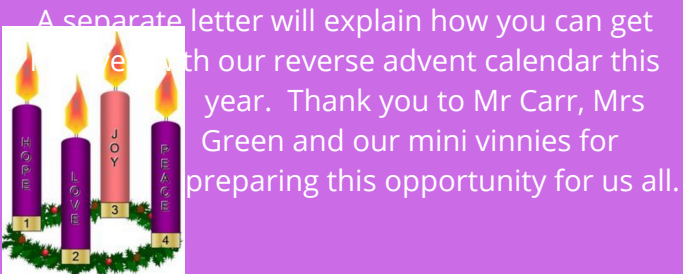 A separate letter will explain how you can get
with our reverse advent calendar this
year. Thank you to Mr Carr, Mrs
Green and our mini vinnies for
preparing this opportunity for us all.
HOPE
1
LOVE
2
JOY
3
PEACE
4